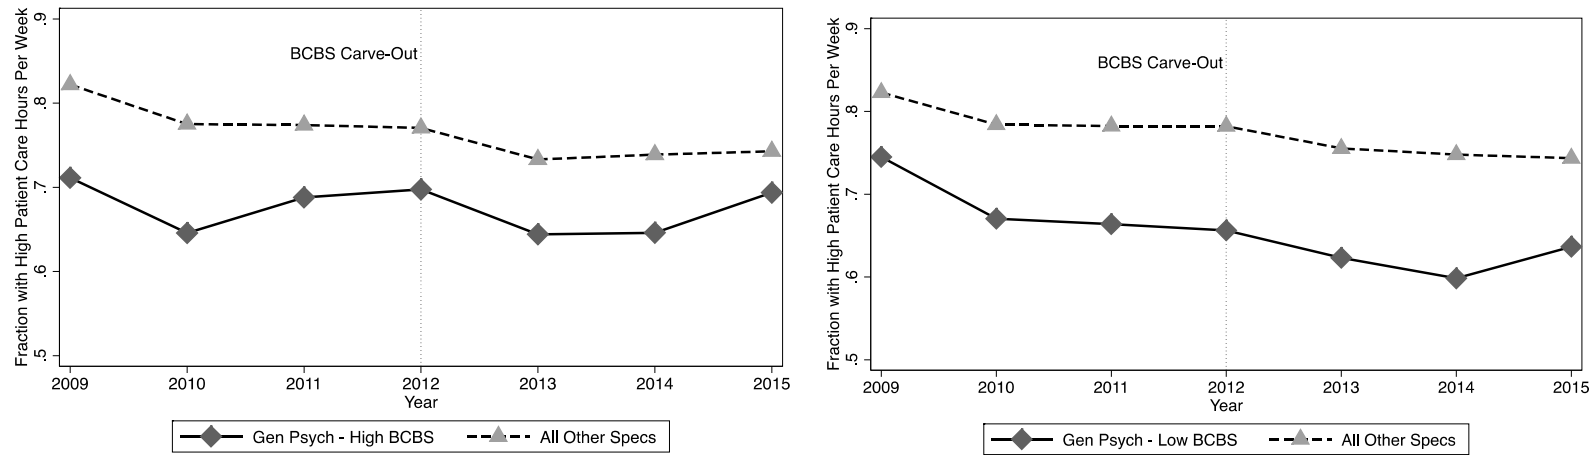 Fraction with High Patient Care Hours Per Week
.9
.8
.7
.6
.5
BCBS Carve-Out
2009 2010 2011 2012 2013 2014 2015
Year
Gen Psych - High BCBS All Other Specs
Fraction with High Patient Care Hours Per Week
.9
.8
.7
.6
.5
BCBS Carve-Out
2009 2010 2011 2012 2013 2014 2015
Year
Gen Psych - Low BCBS All Other Specs